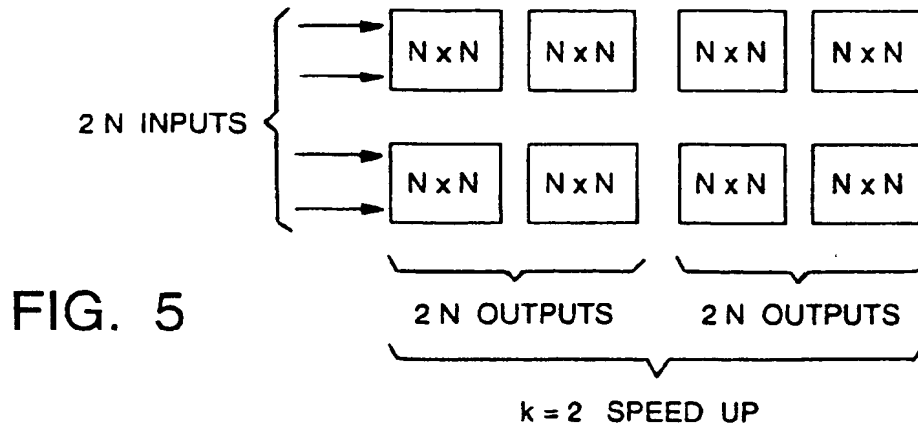 N x N N x N N x N N x N
2 N INPUTS
N x N N x N N x N N x N
FIG. 5
2 N OUTPUTS 2 N OUTPUTS
k = 2 SPEED UP